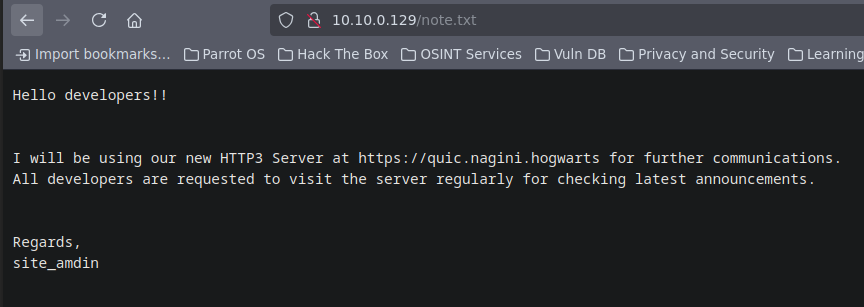 10.10.0.129/note.txt
Import bookmarks... Parrot OS Hack The Box OSINT Services Vuln DB Privacy and Security Learning
Hello developers!!
I will be using our new HTTP3 Server at https://quic.nagini.hogwarts for further communications.
All developers are requested to visit the server regularly for checking latest announcements.
Regards,
site_amdin